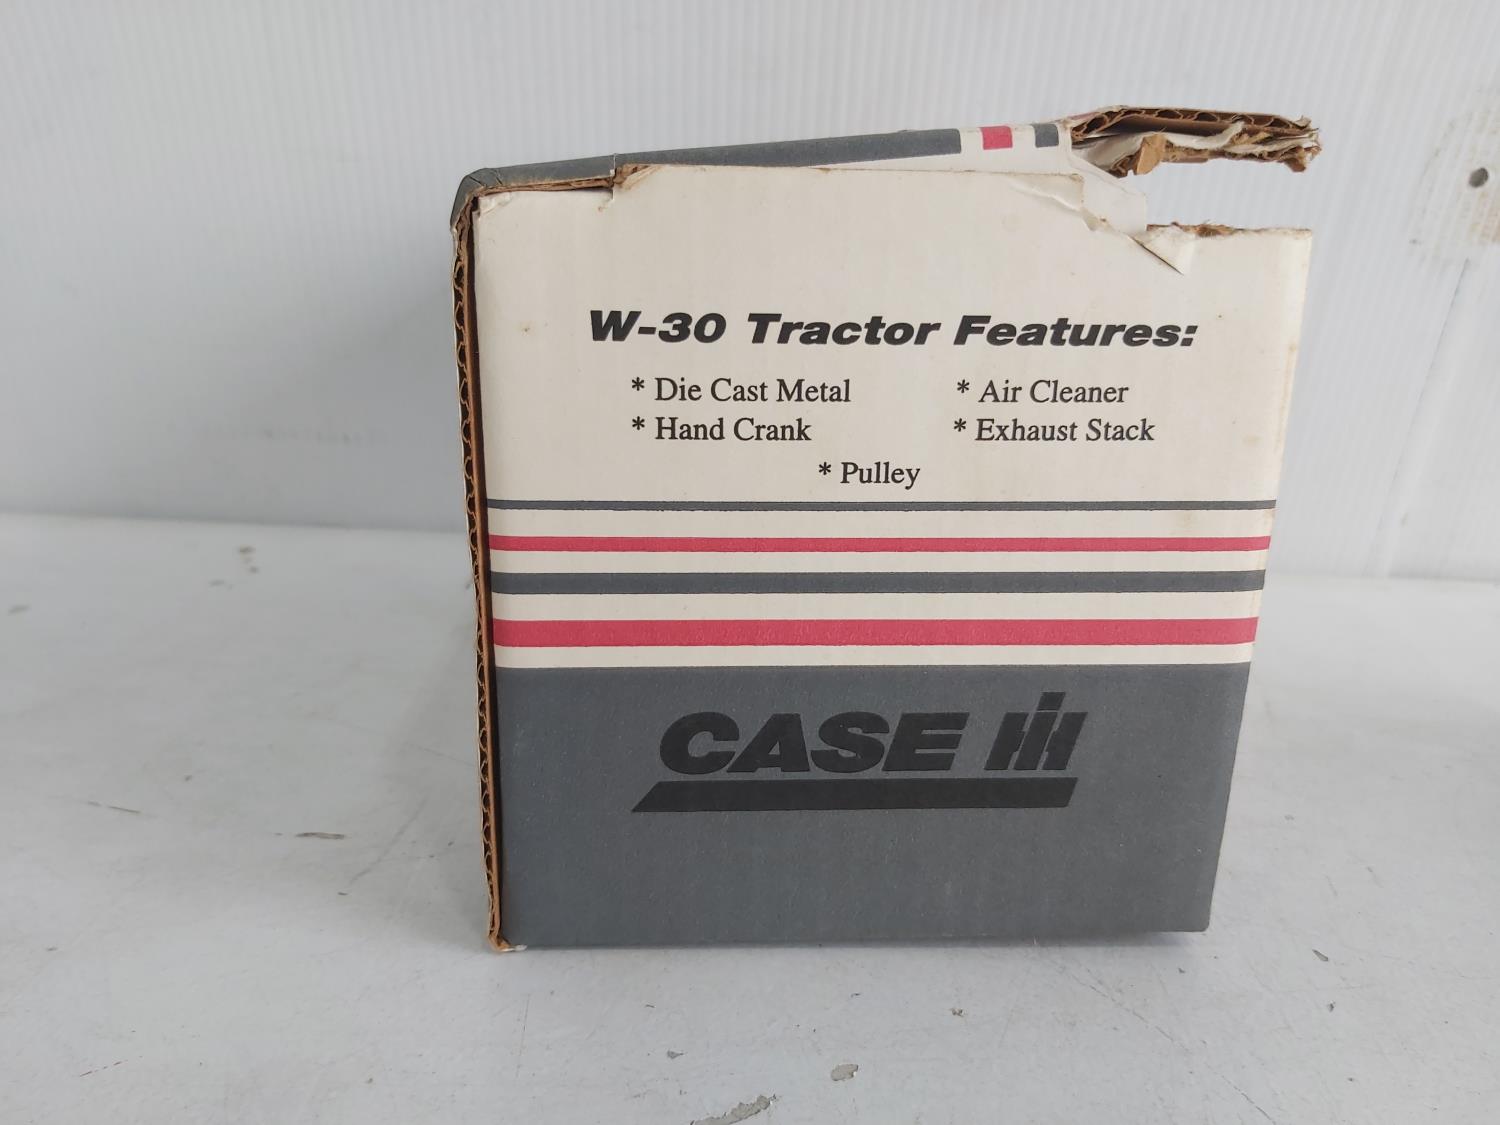 W-30 Tractor Features:
* Die Cast Metal * Air Cleaner
* Hand Crank * Exhaust Stack
* Pulley
CASE IH